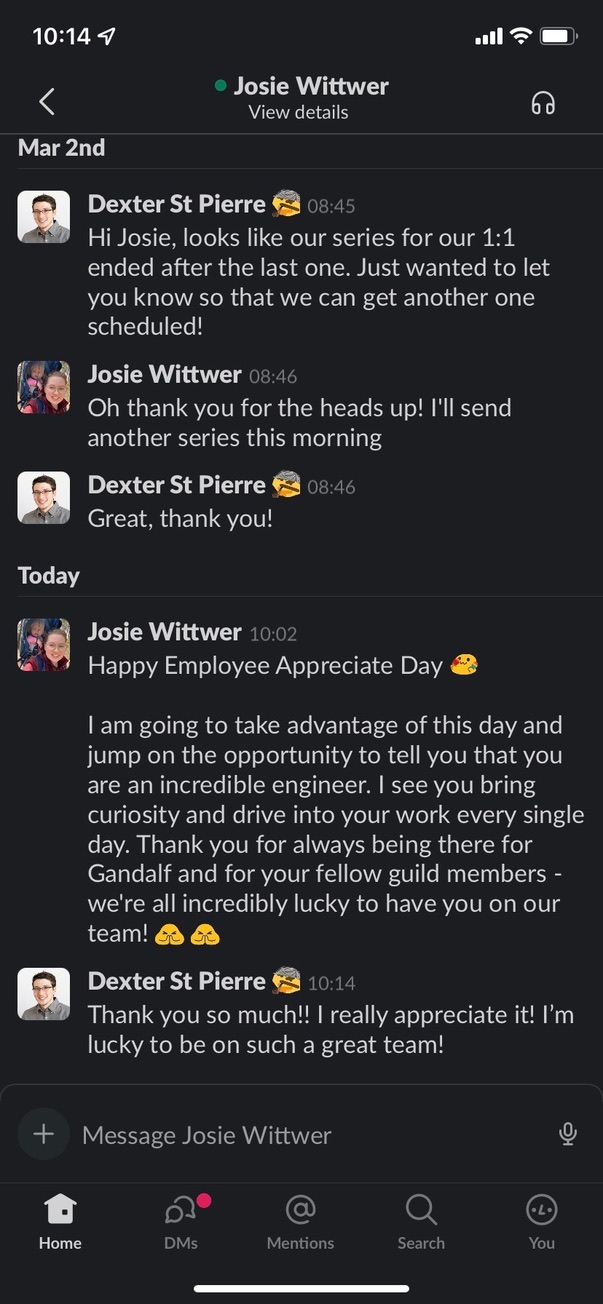 10:14
Josie Wittwer
View details
Mar 2nd
Dexter St Pierre 08:45
Hi Josie, looks like our series for our 1:1
ended after the last one. Just wanted to let
you know so that we can get another one
scheduled!
Josie Wittwer 08:46
Oh thank you for the heads up! I'll send
another series this morning
Dexter St Pierre 08:46
Great, thank you!
Today
Josie Wittwer 10:02
Happy Employee Appreciate Day 🥰
I am going to take advantage of this day and
jump on the opportunity to tell you that you
are an incredible engineer. I see you bring
curiosity and drive into your work every single
day. Thank you for always being there for
Gandalf and for your fellow guild members -
we're all incredibly lucky to have you on our
team! 🙏 🙏
Dexter St Pierre 10:14
Thank you so much!! I really appreciate it! I’m
lucky to be on such a great team!
Message Josie Wittwer
Home DMs Mentions Search You